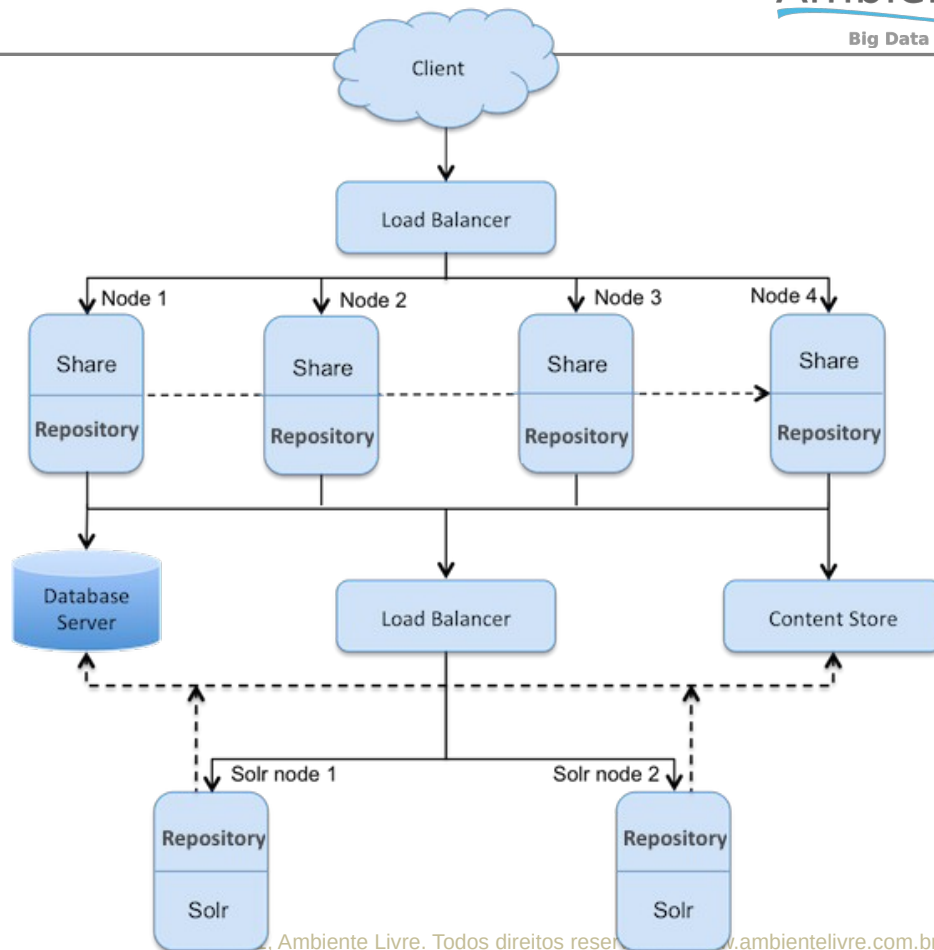 Big Data
Client
Load Balancer
Node 1
Node 2
Node 3
Node 4
Share
Share
Share
Share
Repository
Repository
Repository
Repository
Database
Server
Load Balancer
Content Store
Solr node 1
Solr node 2
Repository
Repository
Solr
Solr
, Ambiente Livre. Todos direitos reser w.ambientelivre.com.b